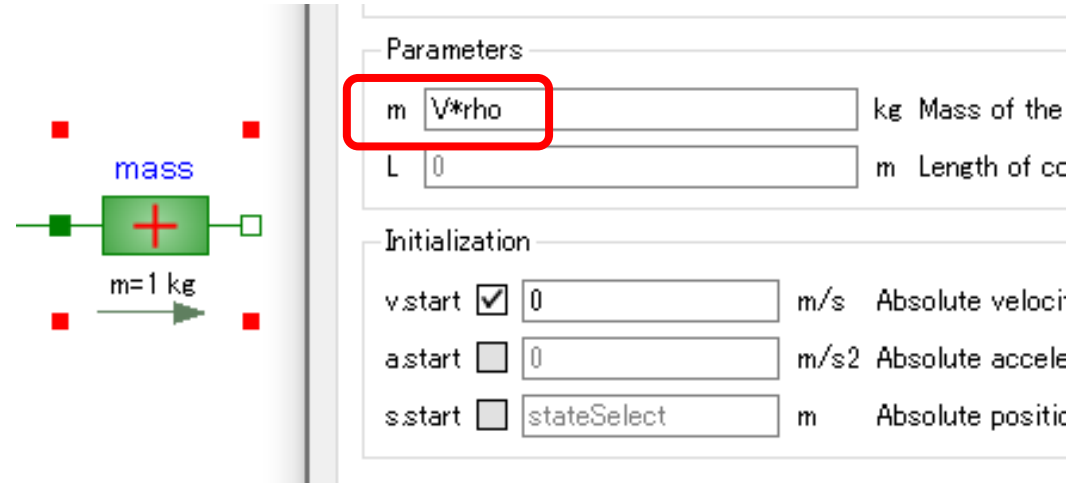 mass
m=1 kg
Parameters
m V*rho kg Mass of the
L 0 m Length of co
Initialization
v.start 0 m/s Absolute veloci
a.start 0 m/s2 Absolute accele
s.start stateSelect m Absolute positio